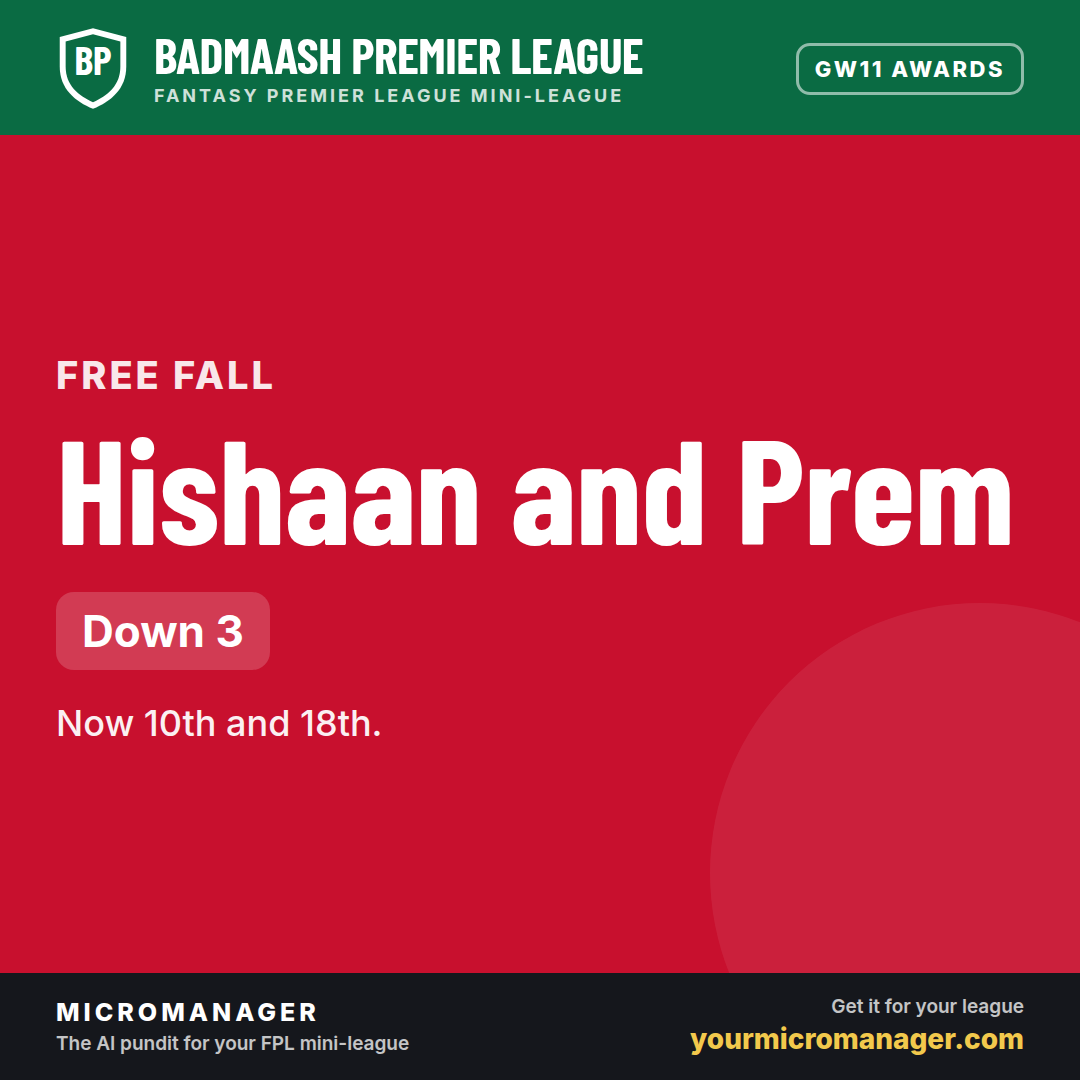 BP
BADMAASH PREMIER LEAGUE
FANTASY PREMIER LEAGUE MINI-LEAGUE
GW11 AWARDS
FREE FALL
Hishaan and Prem
Down 3
Now 10th and 18th.
MICROMANAGER
The AI pundit for your FPL mini-league
Get it for your league
yourmicromanager.com